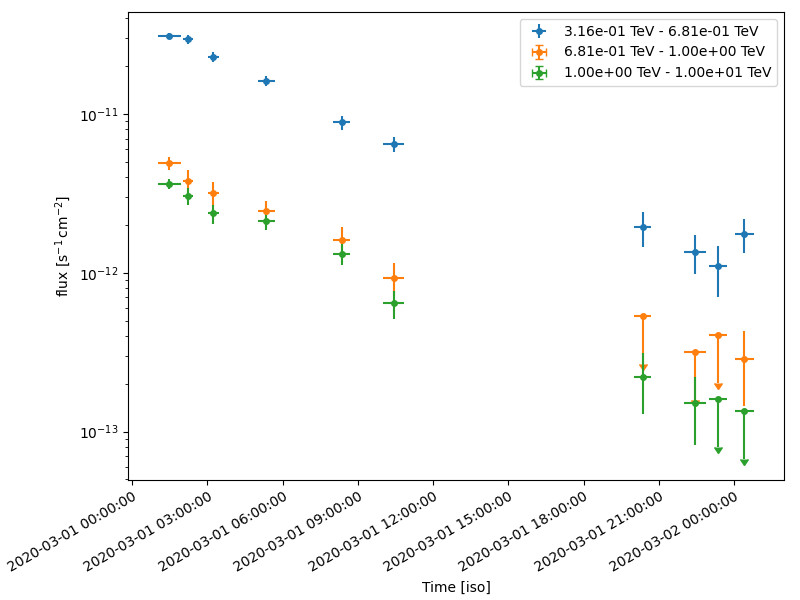 3.16e-01 TeV - 6.81e-01 TeV
6.81e-01 TeV - 1.00e+00 TeV
1.00e+00 TeV - 1.00e+01 TeV
flux [s⁻¹cm⁻²]
10⁻¹¹
10⁻¹²
10⁻¹³
2020-03-01 00:00:00
2020-03-01 03:00:00
2020-03-01 06:00:00
2020-03-01 09:00:00
2020-03-01 12:00:00
2020-03-01 15:00:00
2020-03-01 18:00:00
2020-03-01 21:00:00
2020-03-02 00:00:00
Time [iso]